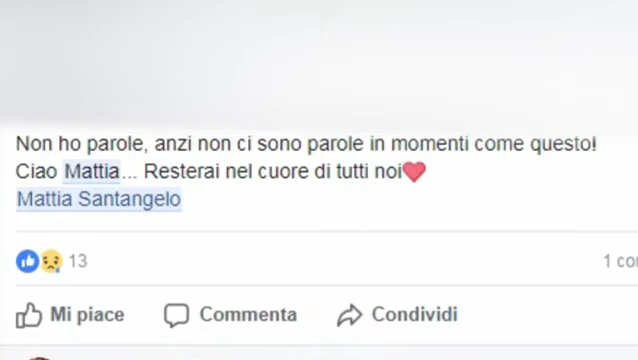 Non ho parole, anzi non ci sono parole in momenti come questo!
Ciao Mattia... Resterai nel cuore di tutti noi❤
Mattia Santangelo
13
1
Mi piace Commenta Condividi